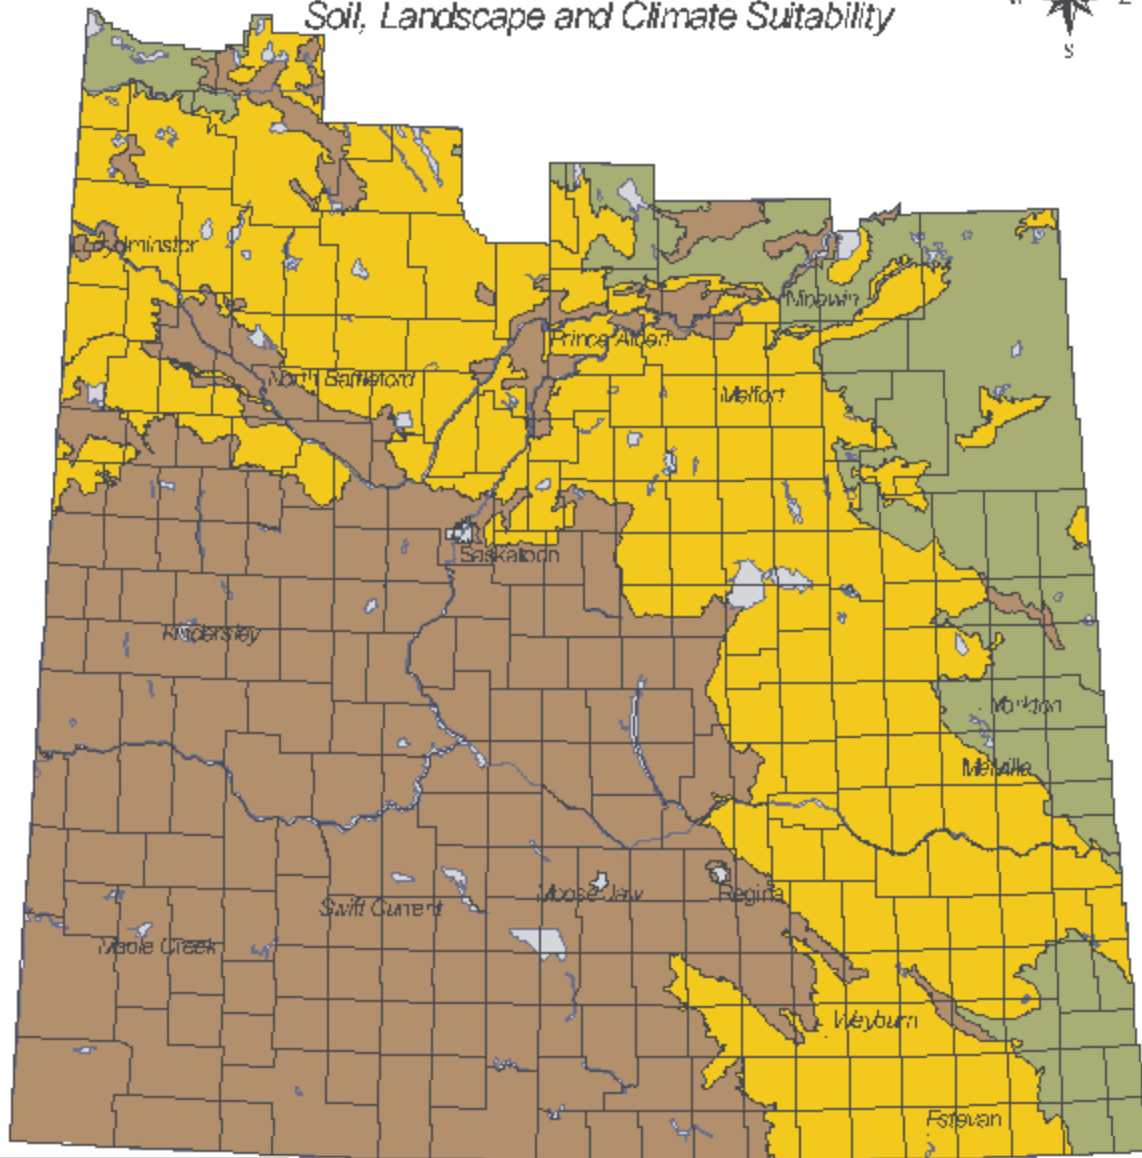 Soil, Landscape and Climate Suitability
S
Lloydminster
Nipawin
Prince Albert
North Battleford
Melfort
Saskatoon
Kindersley
Yorkton
Melville
Moose Jaw
Regina
Swift Current
Maple Creek
Weyburn
Estevan